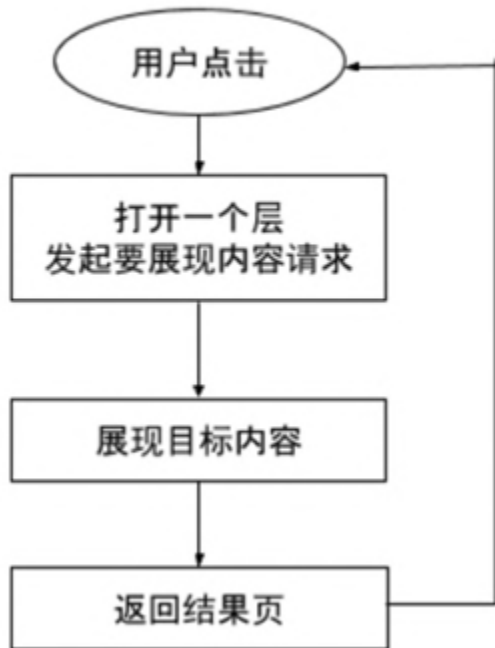 用户点击
打开一个层
发起要展现内容请求
展现目标内容
返回结果页